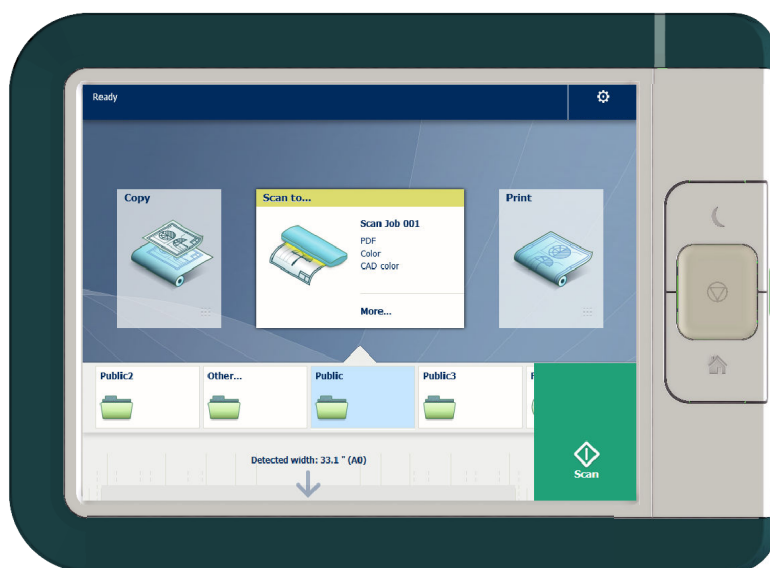 Ready
Copy
Scan to...
Print
Scan Job 001
PDF
Color
CAD color
More...
Public2
Other...
Public
Public3
Detected width: 33.1 " (A0)
Scan